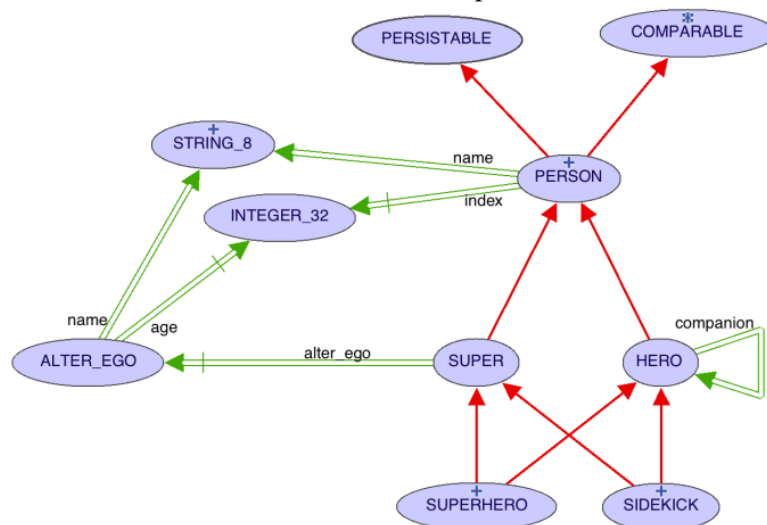 PERSISTABLE
*
COMPARABLE
+
STRING_8
name
+
PERSON
INTEGER_32
index
name
age
companion
ALTER_EGO
alter_ego
SUPER
HERO
+
SUPERHERO
+
SIDEKICK